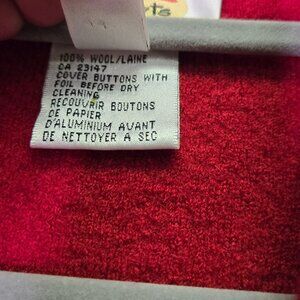 100% WOOL/LAINE
CA 23147
COVER BUTTONS WITH
FOIL BEFORE DRY
CLEANING
RECOUVRIR BOUTONS
DE PAPIER
D'ALUMINIUM AVANT
DE NETTOYER A SEC